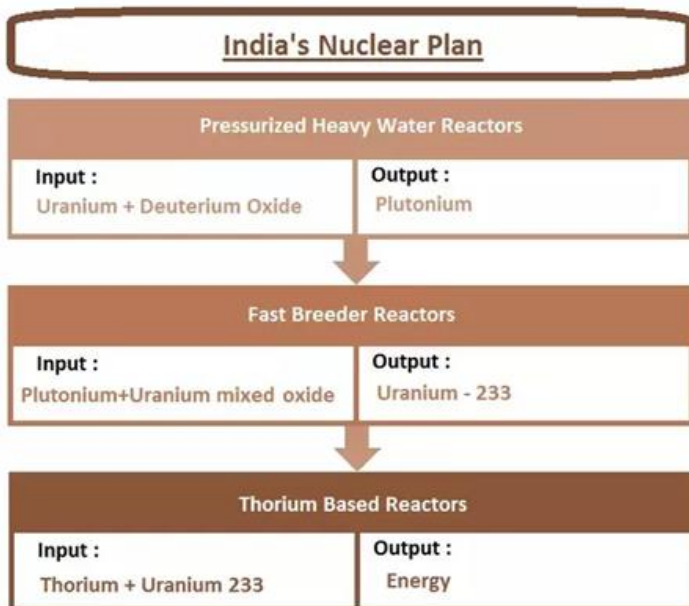 India's Nuclear Plan
Pressurized Heavy Water Reactors
Input :
Uranium + Deuterium Oxide
Output :
Plutonium
Fast Breeder Reactors
Input :
Plutonium+Uranium mixed oxide
Output :
Uranium - 233
Thorium Based Reactors
Input :
Thorium + Uranium 233
Output :
Energy